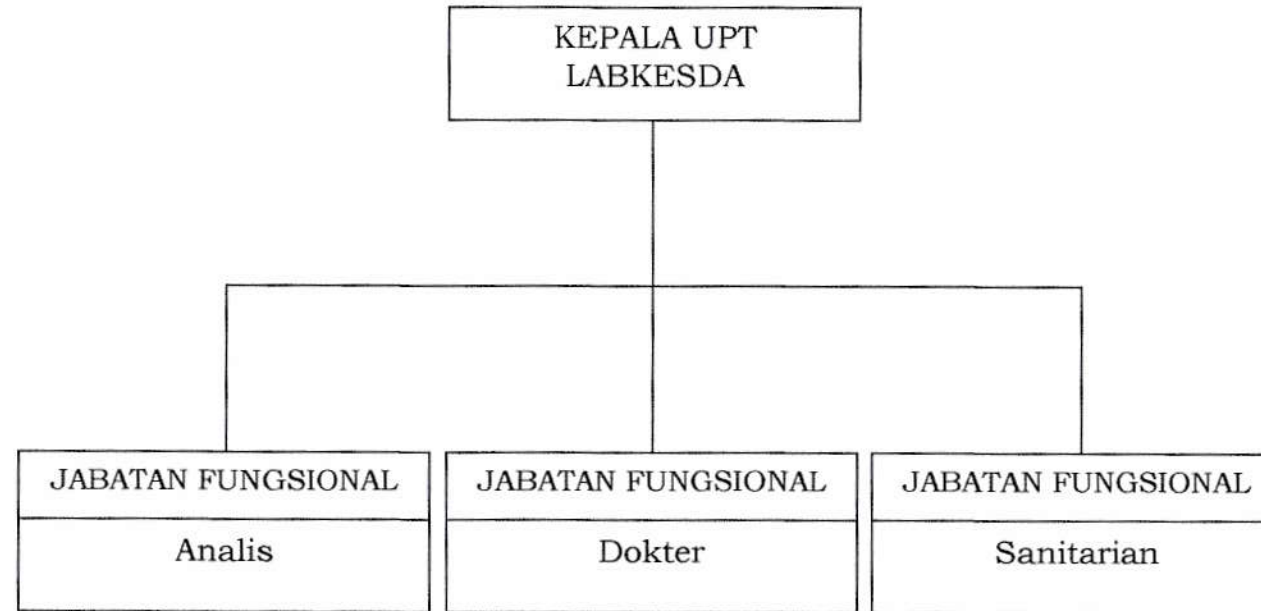 KEPALA UPT
LABKESDA
JABATAN FUNGSIONAL
Analis
JABATAN FUNGSIONAL
Dokter
JABATAN FUNGSIONAL
Sanitarian